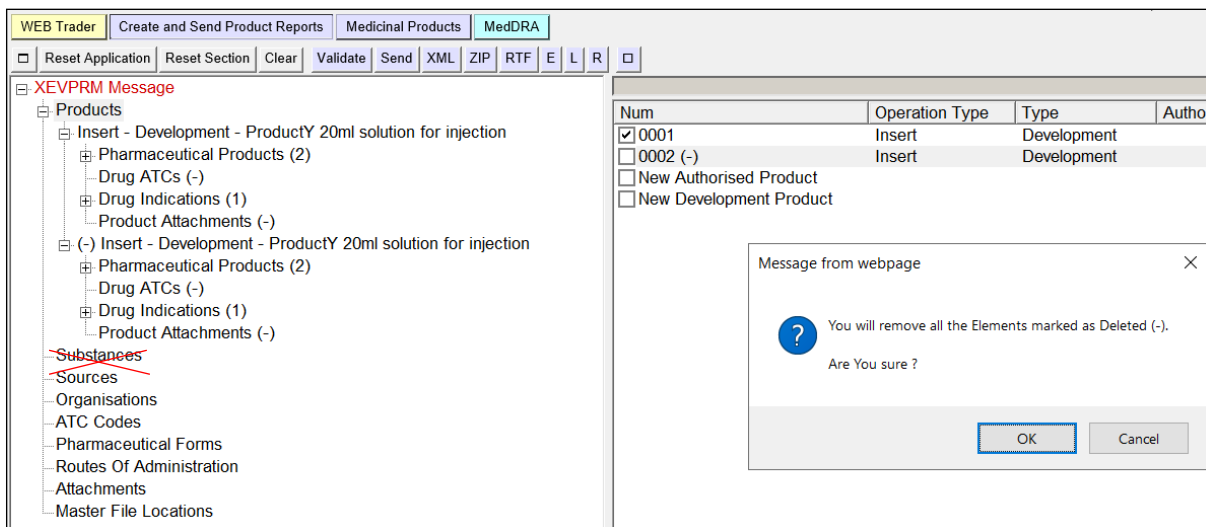 WEB Trader Create and Send Product Reports Medicinal Products MedDRA
Reset Application Reset Section Clear Validate Send XML ZIP RTF E L R
XEVPRM Message
Products
Insert - Development - ProductY 20ml solution for injection
Pharmaceutical Products (2)
Drug ATCs (-)
Drug Indications (1)
Product Attachments (-)
(-) Insert - Development - ProductY 20ml solution for injection
Pharmaceutical Products (2)
Drug ATCs (-)
Drug Indications (1)
Product Attachments (-)
Substances
Sources
Organisations
ATC Codes
Pharmaceutical Forms
Routes Of Administration
Attachments
Master File Locations
Num Operation Type Type Autho
0001 Insert Development
0002 (-) Insert Development
New Authorised Product
New Development Product
Message from webpage
You will remove all the Elements marked as Deleted (-).
Are You sure ?
OK Cancel